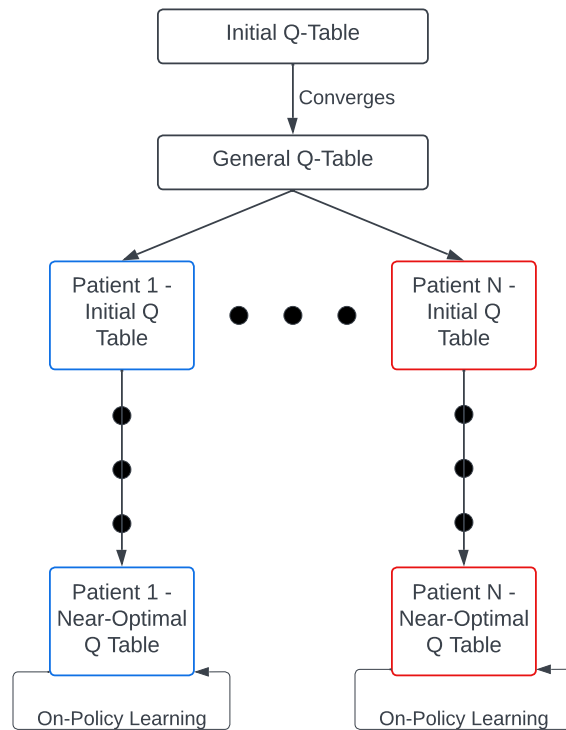 Initial Q-Table
Converges
General Q-Table
Patient 1 -
Initial Q
Table
Patient N -
Initial Q
Table
Patient 1 -
Near-Optimal
Q Table
Patient N -
Near-Optimal
Q Table
On-Policy Learning
On-Policy Learning